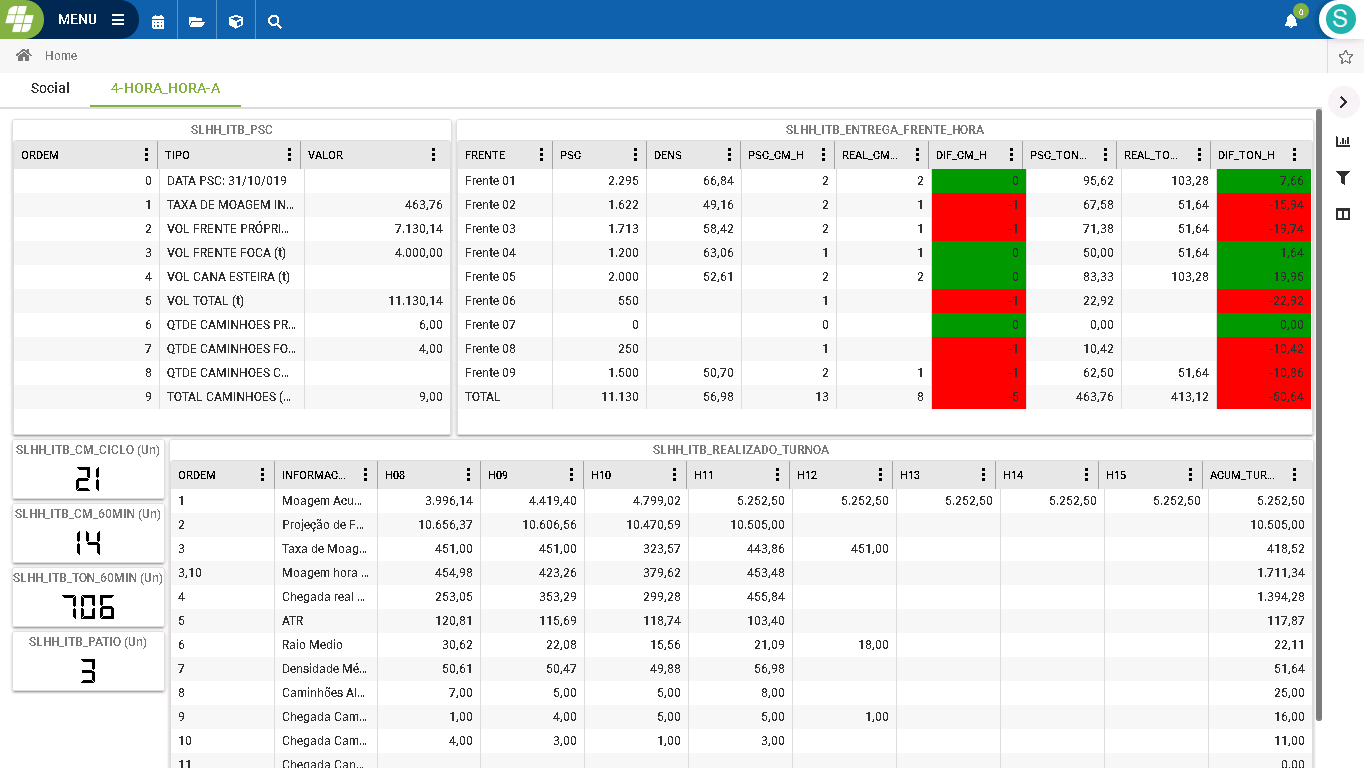 MENU
0
S
Home
Social 4-HORA_HORA-A
SLHH_ITB_PSC
ORDEM TIPO VALOR
0 DATA PSC: 31/10/019
1 TAXA DE MOAGEM IN... 463,76
2 VOL FRENTE PRÓPRI... 7.130,14
3 VOL FRENTE FOCA (t) 4.000,00
4 VOL CANA ESTEIRA (t)
5 VOL TOTAL (t) 11.130,14
6 QTDE CAMINHOES PR... 6,00
7 QTDE CAMINHOES FO... 4,00
8 QTDE CAMINHOES C...
9 TOTAL CAMINHOES (... 9,00
SLHH_ITB_ENTREGA_FRENTE_HORA
FRENTE PSC DENS PSC_CM_H REAL_CM... DIF_CM_H PSC_TON... REAL_TO... DIF_TON_H
Frente 01 2.295 66,84 2 2 0 95,62 103,28 7,66
Frente 02 1.622 49,16 2 1 -1 67,58 51,64 -15,94
Frente 03 1.713 58,42 2 1 -1 71,38 51,64 -19,74
Frente 04 1.200 63,06 1 1 0 50,00 51,64 1,64
Frente 05 2.000 52,61 2 2 0 83,33 103,28 19,95
Frente 06 550 1 -1 22,92 -22,92
Frente 07 0 0 0 0,00 0,00
Frente 08 250 1 -1 10,42 -10,42
Frente 09 1.500 50,70 2 1 -1 62,50 51,64 -10,86
TOTAL 11.130 56,98 13 8 -5 463,76 413,12 -50,64
SLHH_ITB_CM_CICLO (Un)
21
SLHH_ITB_CM_60MIN (Un)
14
SLHH_ITB_TON_60MIN (Un)
706
SLHH_ITB_PATIO (Un)
3
SLHH_ITB_REALIZADO_TURNOA
ORDEM INFORMAC... H08 H09 H10 H11 H12 H13 H14 H15 ACUM_TUR...
1 Moagem Acu... 3.996,14 4.419,40 4.799,02 5.252,50 5.252,50 5.252,50 5.252,50 5.252,50 5.252,50
2 Projeção de F... 10.656,37 10.606,56 10.470,59 10.505,00 10.505,00
3 Taxa de Moag... 451,00 451,00 323,57 443,86 451,00 418,52
3,10 Moagem hora ... 454,98 423,26 379,62 453,48 1.711,34
4 Chegada real ... 253,05 353,29 299,28 455,84 1.394,28
5 ATR 120,81 115,69 118,74 103,40 117,87
6 Raio Medio 30,62 22,08 15,56 21,09 18,00 22,11
7 Densidade Mé... 50,61 50,47 49,88 56,98 51,64
8 Caminhões Al... 7,00 5,00 5,00 8,00 25,00
9 Chegada Cam... 1,00 4,00 5,00 5,00 1,00 16,00
10 Chegada Cam... 4,00 3,00 1,00 3,00 11,00
11 Chegada Can... 0,00